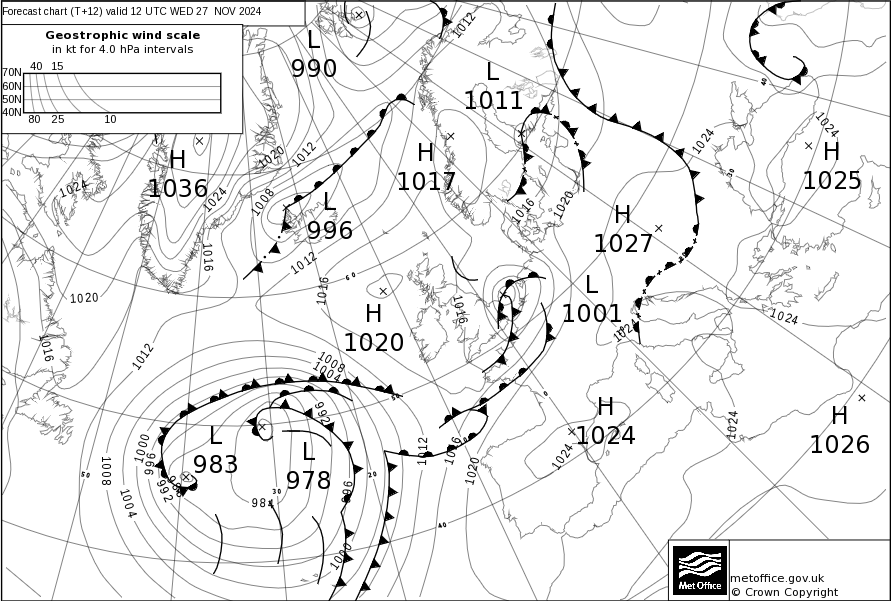 Forecast chart (T+12) valid 12 UTC WED 27 NOV 2024
Geostrophic wind scale
in kt for 4.0 hPa intervals
40 15
70N
60N
50N
40N
80 25 10
L
990
1012
L
1011
40
H
1036
1020
1012
H
1017
1024
1024
H
1025
1024
1024
1008
L
996
1016
1020
H
1027
30
1016
1012
60
1016
1020
H
1020
1016
L
1001
1024
1024
1016
1012
1008
1004
50
0
H
1024
H
1026
1024
992
L
983
L
978
1000
996
992
988
1008
1004
50
984
30
20
996
1012
1016
1020
1024
40
1000
Met Office
metoffice.gov.uk
© Crown Copyright